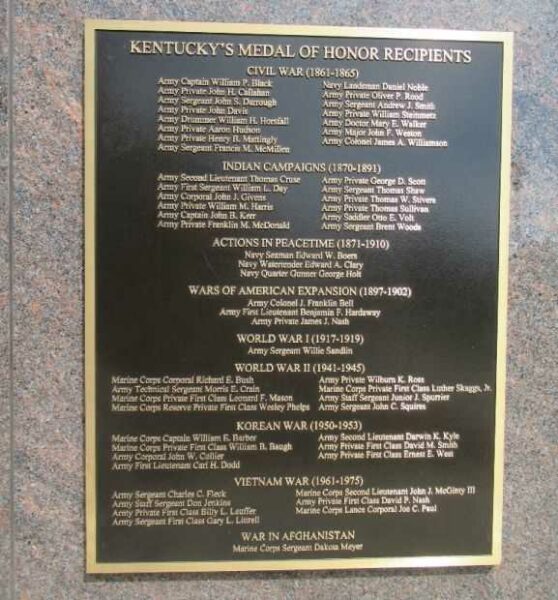 KENTUCKY'S MEDAL OF HONOR RECIPIENTS
CIVIL WAR (1861-1865)
Army Captain William P. Black
Army Private John H. Callahan
Army Sergeant John S. Darrough
Army Private John Davis
Army Drummer William H. Horsfall
Army Private Aaron Hudson
Army Private Henry B. Mattingly
Army Sergeant Francis M. McMillen
Navy Landsman Daniel Noble
Army Private Oliver P. Rood
Army Sergeant Andrew J. Smith
Army Private William Steinmetz
Army Doctor Mary E. Walker
Army Major John F. Weston
Army Colonel James A. Williamson
INDIAN CAMPAIGNS (1870-1891)
Army Second Lieutenant Thomas Cruse
Army First Sergeant William L. Day
Army Corporal John J. Givens
Army Private William M. Harris
Army Captain John B. Kerr
Army Private Franklin M. McDonald
Army Private George D. Scott
Army Sergeant Thomas Shaw
Army Private Thomas W. Stivers
Army Private Thomas Sullivan
Army Saddler Otto E. Voit
Army Sergeant Brent Woods
ACTIONS IN PEACETIME (1871-1910)
Navy Seaman Edward W. Boers
Navy Watertender Edward A. Clary
Navy Quarter Gunner George Holt
WARS OF AMERICAN EXPANSION (1897-1902)
Army Colonel J. Franklin Bell
Army First Lieutenant Benjamin F. Hardaway
Army Private James J. Nash
WORLD WAR I (1917-1919)
Army Sergeant Willie Sandlin
WORLD WAR II (1941-1945)
Marine Corps Corporal Richard E. Bush
Army Technical Sergeant Morris E. Crain
Marine Corps Private First Class Leonard F. Mason
Marine Corps Reserve Private First Class Wesley Phelps
Army Private Wilburn K. Ross
Marine Corps Private First Class Luther Skaggs, Jr.
Army Staff Sergeant Junior J. Spurrier
Army Sergeant John C. Squires
KOREAN WAR (1950-1953)
Marine Corps Captain William E. Barber
Marine Corps Private First Class William B. Baugh
Army Corporal John W. Collier
Army First Lieutenant Carl H. Dodd
Army Second Lieutenant Darwin K. Kyle
Army Private First Class David M. Smith
Army Private First Class Ernest E. West
VIETNAM WAR (1961-1975)
Army Sergeant Charles C. Fleck
Army Staff Sergeant Don Jenkins
Army Private First Class Billy L. Lauffer
Army Sergeant First Class Gary L. Littrell
Marine Corps Second Lieutenant John J. McGinty III
Army Private First Class David P. Nash
Marine Corps Lance Corporal Joe C. Paul
WAR IN AFGHANISTAN
Marine Corps Sergeant Dakota Meyer